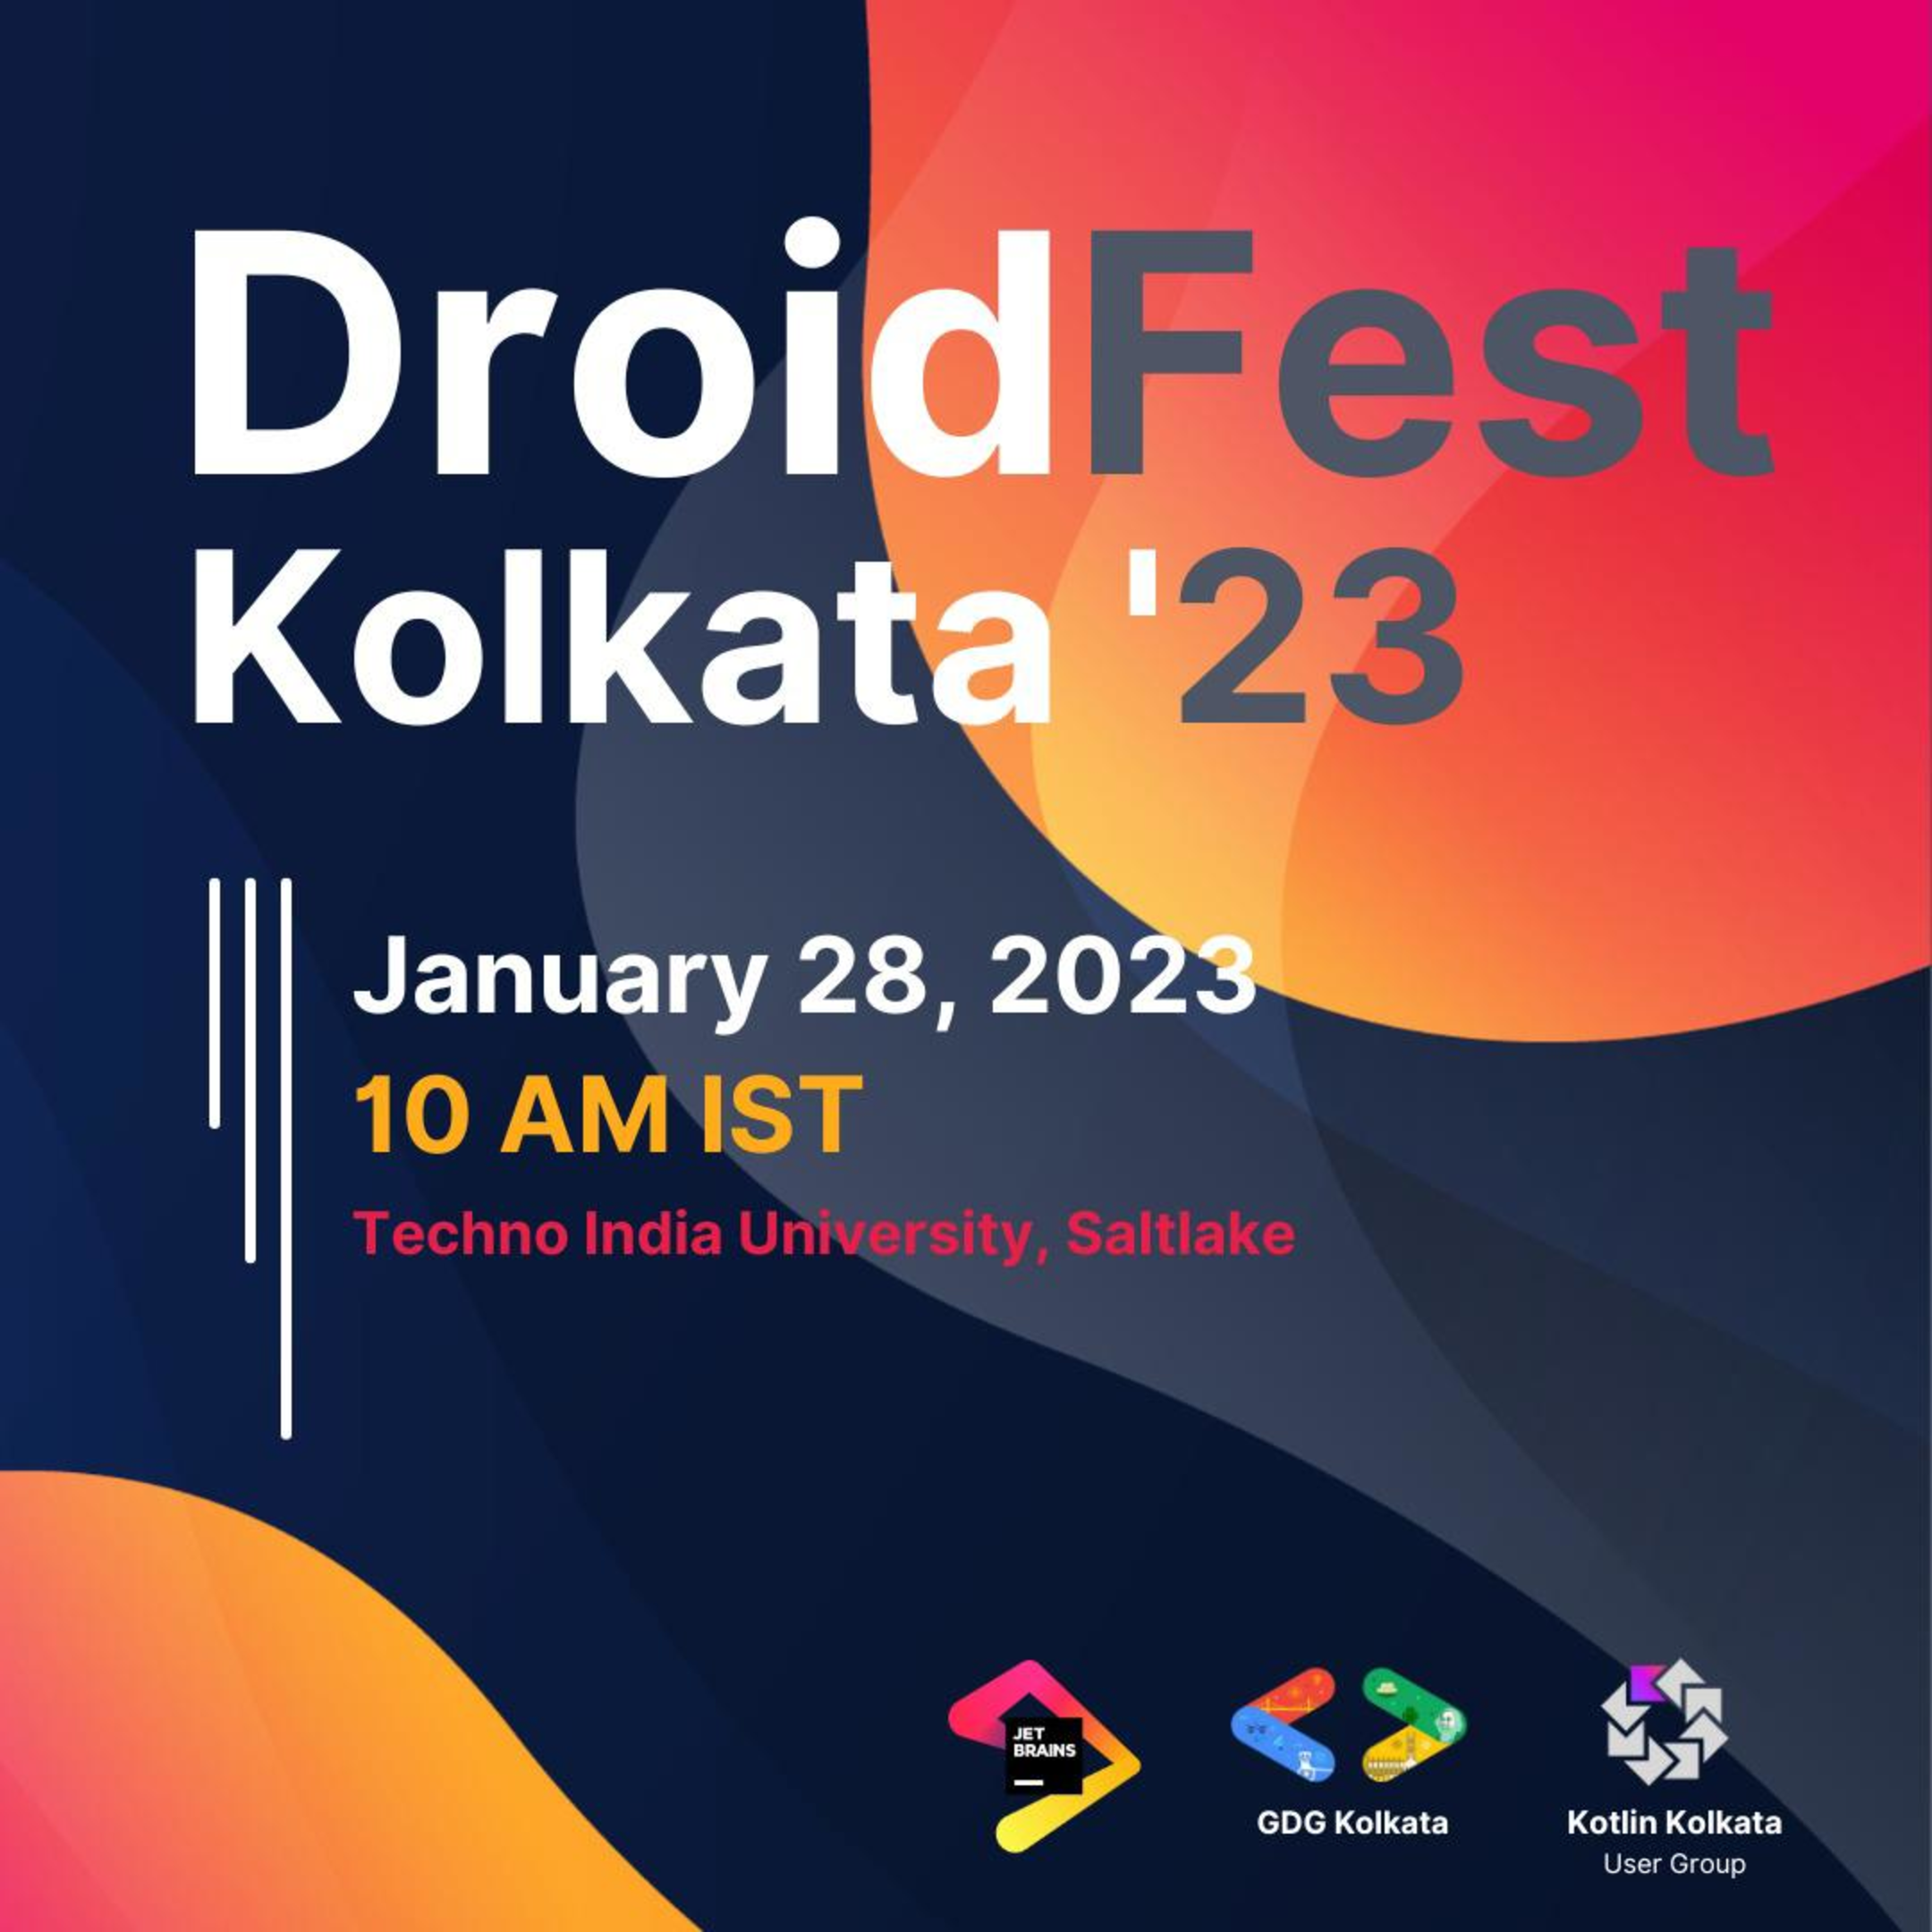 DroidFest
Kolkata '23
January 28, 2023
10 AM IST
Techno India University, Saltlake
JET
BRAINS
GDG Kolkata
Kotlin Kolkata
User Group